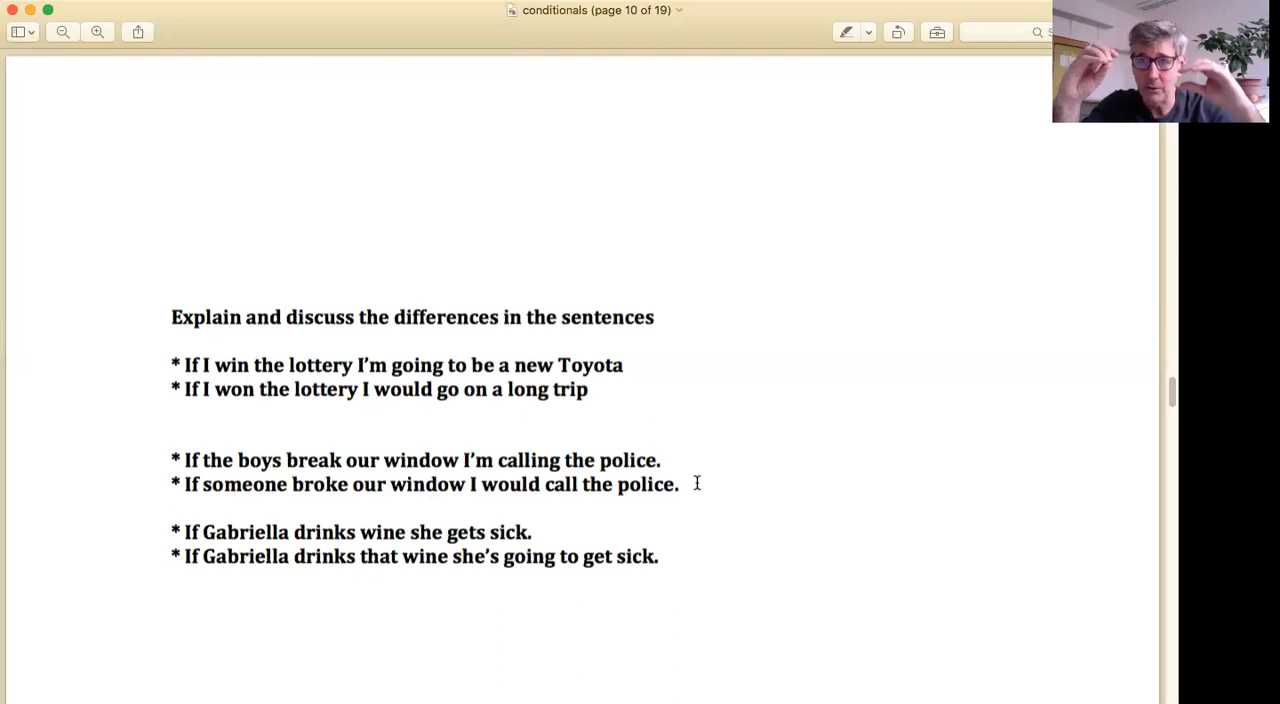 conditionals (page 10 of 19)
S
Explain and discuss the differences in the sentences
* If I win the lottery I’m going to be a new Toyota
* If I won the lottery I would go on a long trip
* If the boys break our window I’m calling the police.
* If someone broke our window I would call the police.
* If Gabriella drinks wine she gets sick.
* If Gabriella drinks that wine she’s going to get sick.